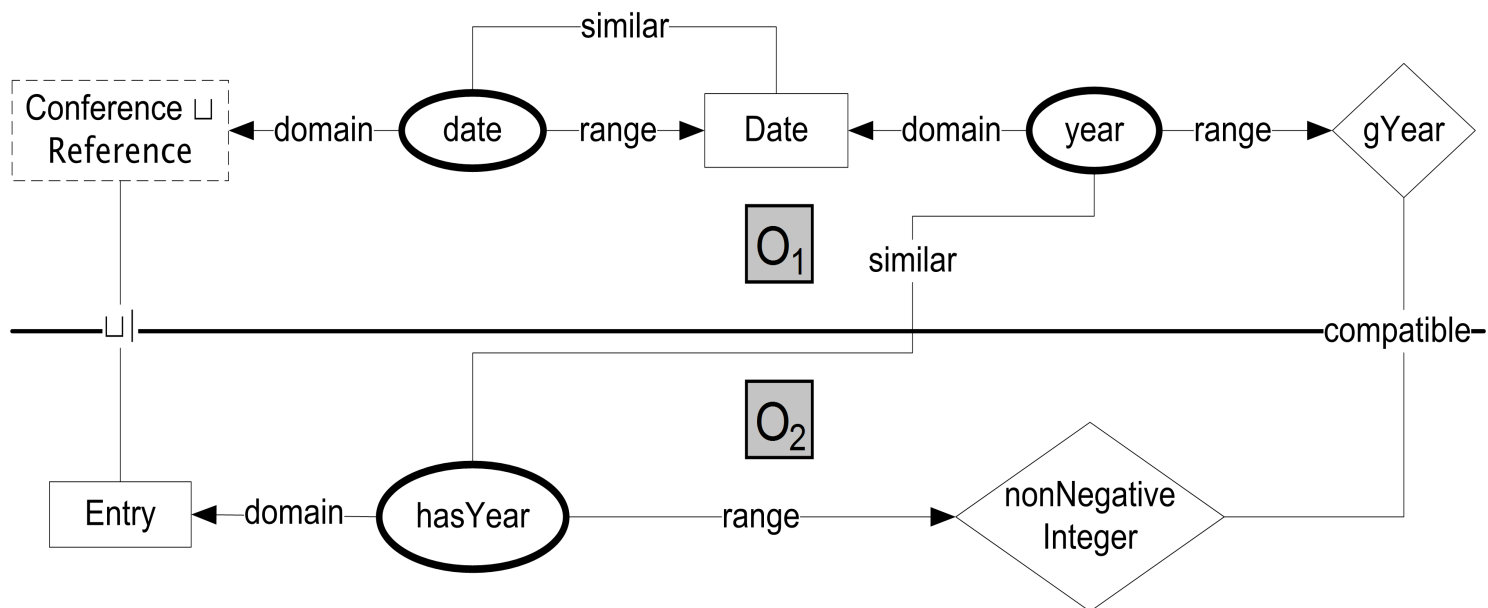 similar
Conference ⊔
Reference
domain
date
range
Date
domain
year
range
gYear
O₁
similar
⊔|
compatible
O₂
Entry
domain
hasYear
range
nonNegative
Integer